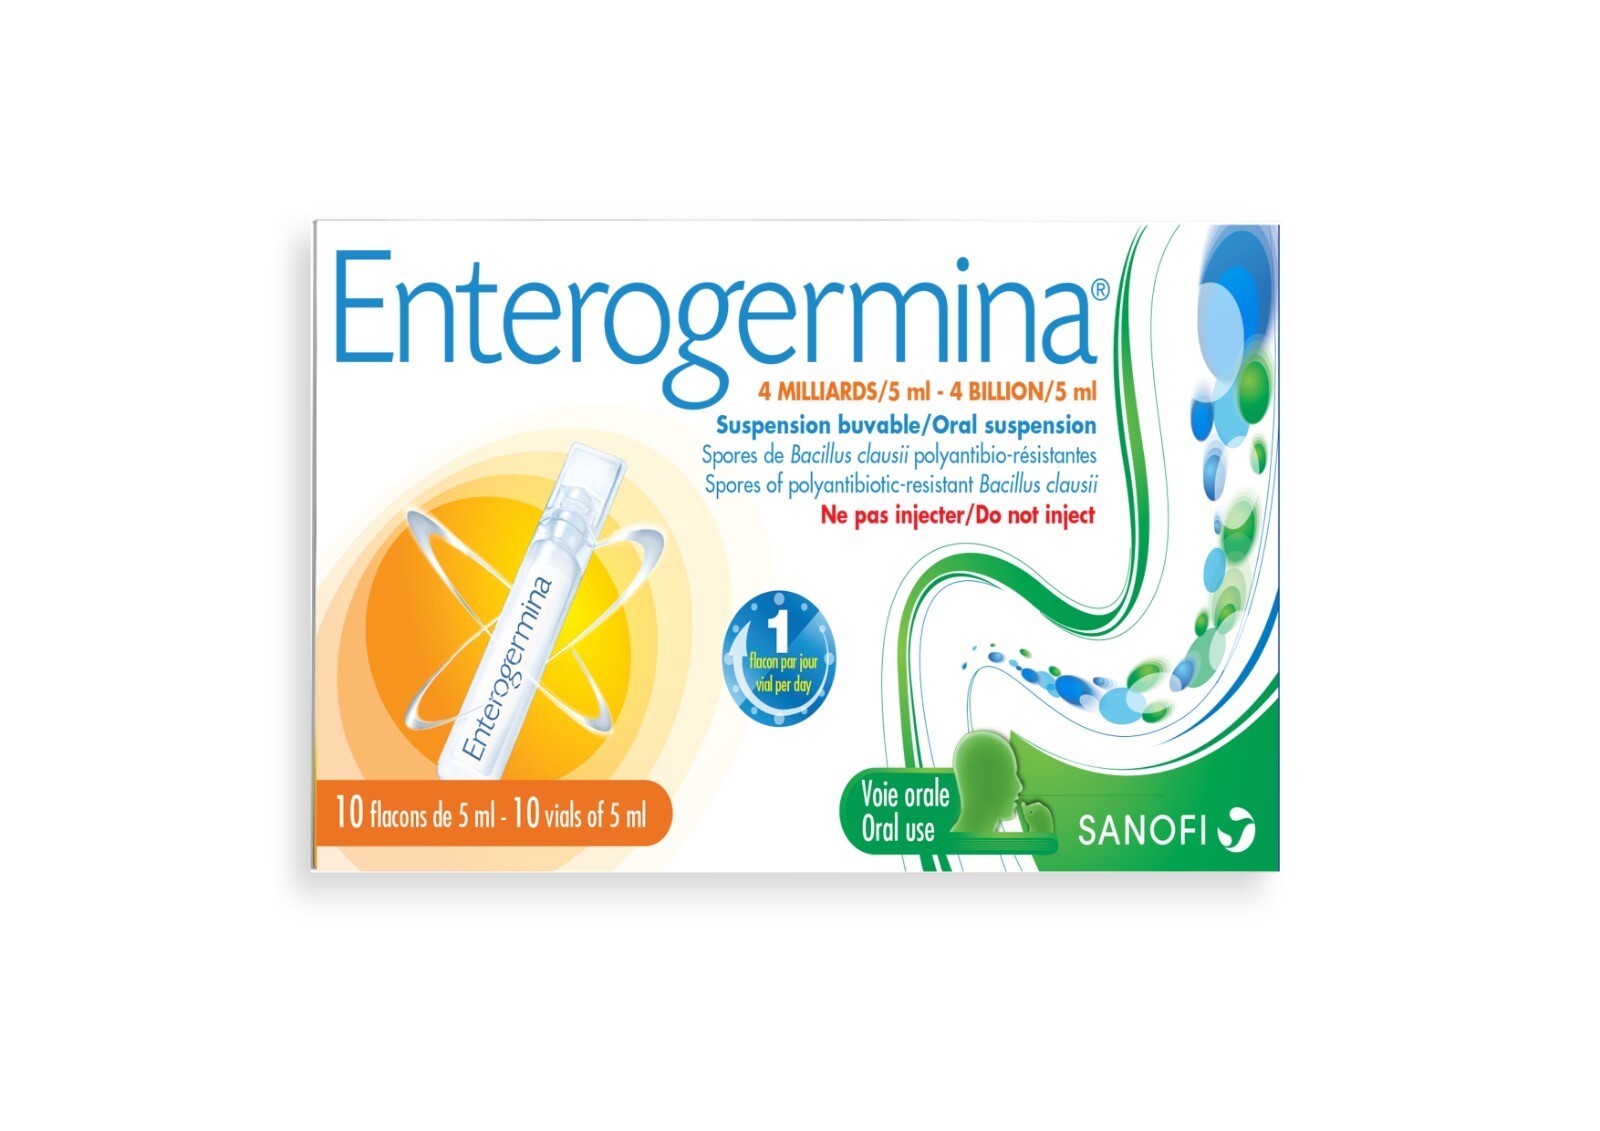 Enterogermina®
4 MILLIARDS/5 ml - 4 BILLION/5 ml
Suspension buvable/Oral suspension
Spores de Bacillus clausii polyantibio-résistantes
Spores of polyantibiotic-resistant Bacillus clausii
Ne pas injecter/Do not inject
Enterogermina
1
flacon par jour
vial per day
10 flacons de 5 ml - 10 vials of 5 ml
Voie orale
Oral use
SANOFI